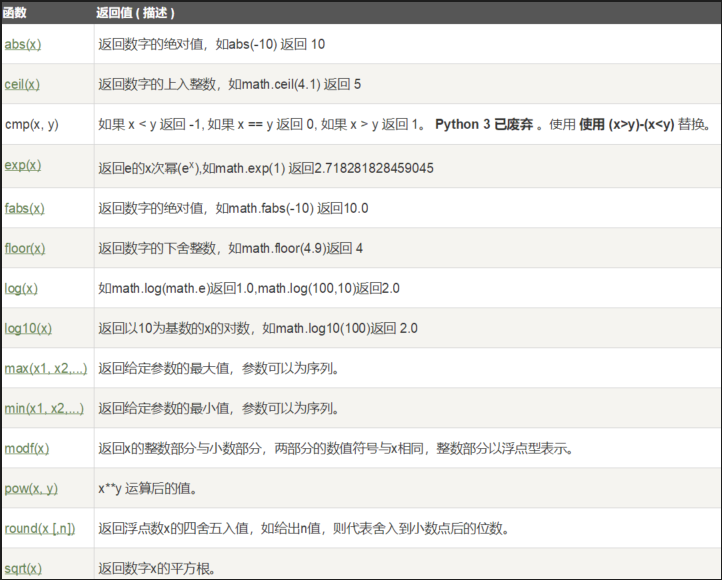 函数 返回值 ( 描述 )
abs(x) 返回数字的绝对值，如abs(-10) 返回 10
ceil(x) 返回数字的上入整数，如math.ceil(4.1) 返回 5
cmp(x, y) 如果 x < y 返回 -1, 如果 x == y 返回 0, 如果 x > y 返回 1。 Python 3 已废弃 。使用 使用 (x>y)-(x<y) 替换。
exp(x) 返回e的x次幂(eˣ),如math.exp(1) 返回2.718281828459045
fabs(x) 返回数字的绝对值，如math.fabs(-10) 返回10.0
floor(x) 返回数字的下舍整数，如math.floor(4.9)返回 4
log(x) 如math.log(math.e)返回1.0,math.log(100,10)返回2.0
log10(x) 返回以10为基数的x的对数，如math.log10(100)返回 2.0
max(x1, x2,...) 返回给定参数的最大值，参数可以为序列。
min(x1, x2,...) 返回给定参数的最小值，参数可以为序列。
modf(x) 返回x的整数部分与小数部分，两部分的数值符号与x相同，整数部分以浮点型表示。
pow(x, y) x**y 运算后的值。
round(x [,n]) 返回浮点数x的四舍五入值，如给出n值，则代表舍入到小数点后的位数。
sqrt(x) 返回数字x的平方根。